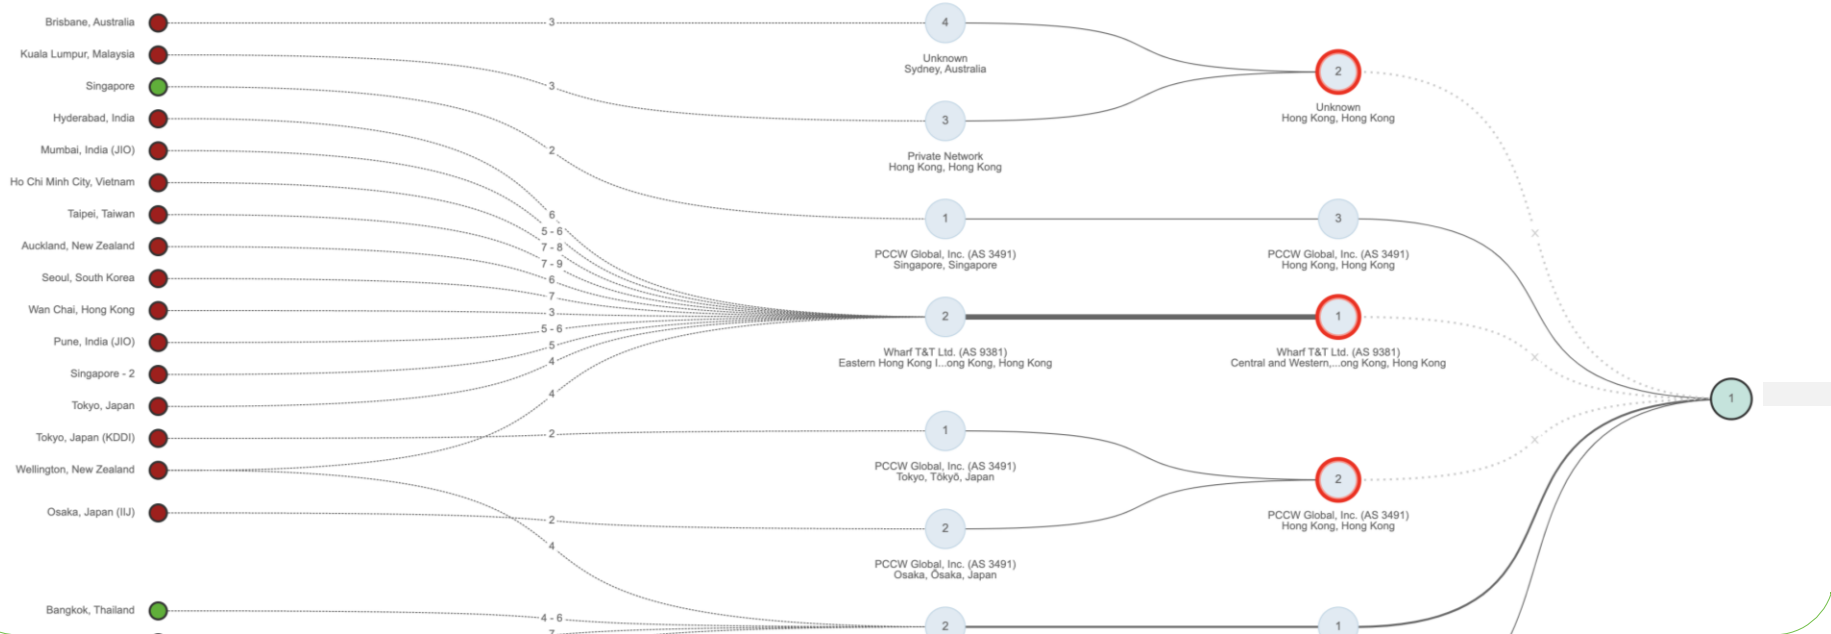 Brisbane, Australia
3
4
Unknown
Sydney, Australia
Kuala Lumpur, Malaysia
3
3
Private Network
Hong Kong, Hong Kong
2
Unknown
Hong Kong, Hong Kong
x
Singapore
2
1
PCCW Global, Inc. (AS 3491)
Singapore, Singapore
3
PCCW Global, Inc. (AS 3491)
Hong Kong, Hong Kong
Hyderabad, India
6
Mumbai, India (JIO)
5 - 6
Ho Chi Minh City, Vietnam
7 - 8
Taipei, Taiwan
7 - 9
Auckland, New Zealand
6
Seoul, South Korea
7
Wan Chai, Hong Kong
3
Pune, India (JIO)
5 - 6
Singapore - 2
5
Tokyo, Japan
4
2
Wharf T&T Ltd. (AS 9381)
Eastern Hong Kong I...ong Kong, Hong Kong
1
Wharf T&T Ltd. (AS 9381)
Central and Western,...ong Kong, Hong Kong
x
1
4
Tokyo, Japan (KDDI)
2
1
PCCW Global, Inc. (AS 3491)
Tokyo, Tōkyō, Japan
x
Wellington, New Zealand
2
PCCW Global, Inc. (AS 3491)
Hong Kong, Hong Kong
Osaka, Japan (IIJ)
2
2
PCCW Global, Inc. (AS 3491)
Osaka, Ōsaka, Japan
4
Bangkok, Thailand
4 - 6
2
1
7